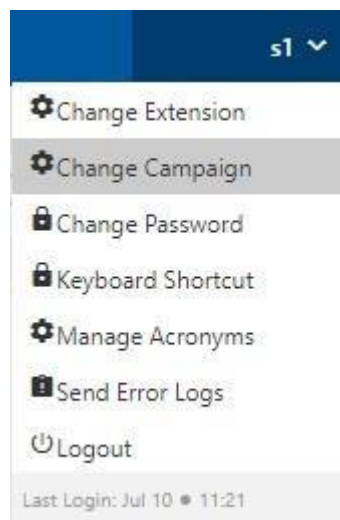 s1
Change Extension
Change Campaign
Change Password
Keyboard Shortcut
Manage Acronyms
Send Error Logs
Logout
Last Login: Jul 10 ● 11:21